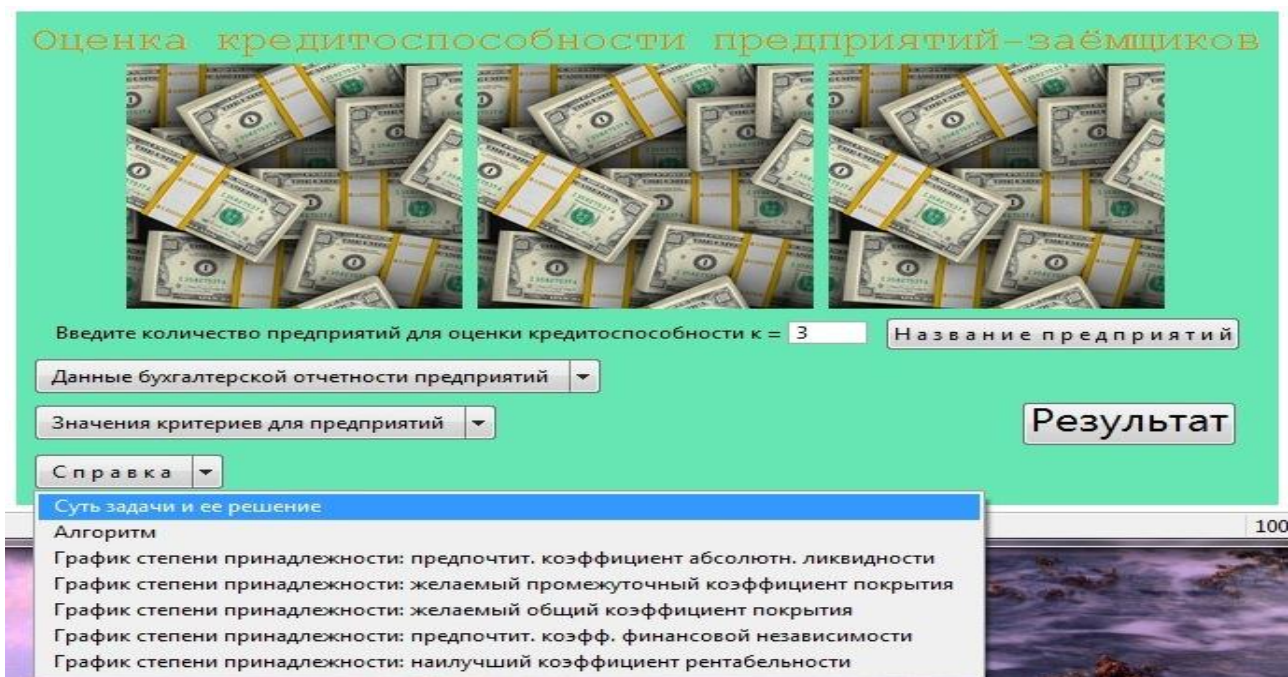 Оценка кредитоспособности предприятий-заёмщиков
Введите количество предприятий для оценки кредитоспособности к = 3
Название предприятий
Данные бухгалтерской отчетности предприятий
Значения критериев для предприятий
Результат
Справка
Суть задачи и ее решение
Алгоритм
100
График степени принадлежности: предпочтит. коэффициент абсолютн. ликвидности
График степени принадлежности: желаемый промежуточный коэффициент покрытия
График степени принадлежности: желаемый общий коэффициент покрытия
График степени принадлежности: предпочтит. коэфф. финансовой независимости
График степени принадлежности: наилучший коэффициент рентабельности